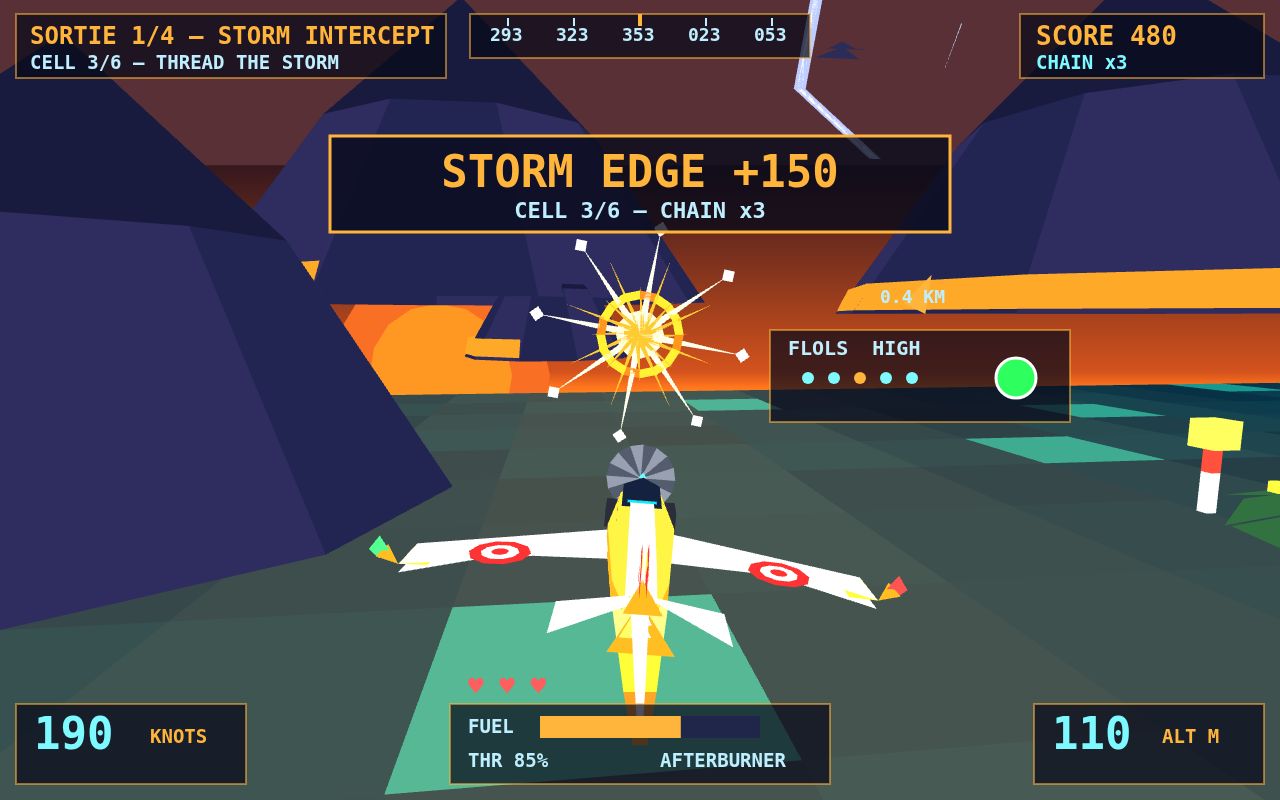 SORTIE 1/4 — STORM INTERCEPT
CELL 3/6 — THREAD THE STORM
293 323 353 023 053
SCORE 480
CHAIN x3
STORM EDGE +150
CELL 3/6 — CHAIN x3
0.4 KM
FLOLS HIGH
190 KNOTS
FUEL
THR 85% AFTERBURNER
110 ALT M